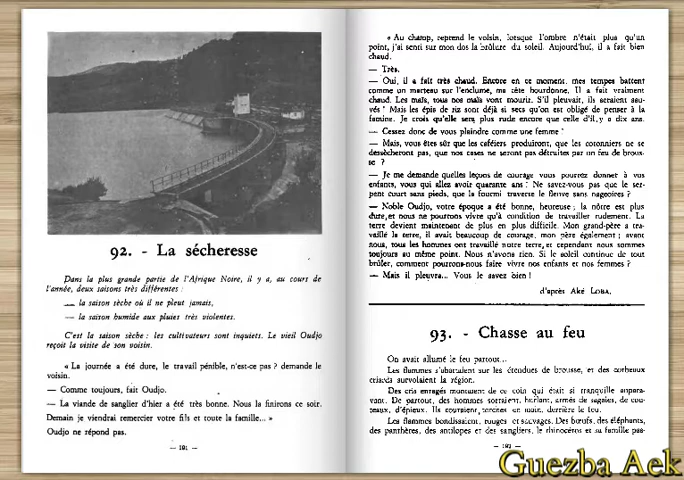 92. - La sécheresse
Dans la plus grande partie de l'Afrique Noire, il y a, au cours de
l'année, deux saisons très différentes :
— la saison sèche où il ne pleut jamais,
— la saison humide aux pluies très violentes.
C'est la saison sèche : les cultivateurs sont inquiets. Le vieil Oudjo
reçoit la visite de son voisin.
« La journée a été dure, le travail pénible, n'est-ce pas ? demande le
voisin.
— Comme toujours, fait Oudjo.
— La viande de sanglier d'hier a été très bonne. Nous la finirons ce soir.
Demain je viendrai remercier votre fils et toute la famille... »
Oudjo ne répond pas.
— 191 —
« Au champ, reprend le voisin, lorsque l'ombre n'était plus qu'un
point, j'ai senti sur mon dos la brûlure du soleil. Aujourd'hui, il a fait bien
chaud.
— Très.
— Oui, il a fait très chaud. Encore en ce moment, mes tempes battent
comme un marteau sur l'enclume, ma tête bourdonne. Il a fait vraiment
chaud. Les maïs, tous nos maïs vont mourir. S'il pleuvait, ils seraient sau-
vés ! Mais les épis de riz sont déjà si secs qu'on est obligé de penser à la
famine. Je crois qu'elle sera plus rude encore que celle d'il y a dix ans.
— Cessez donc de vous plaindre comme une femme !
— Mais, vous êtes sûr que les caféiers produiront, que les cotonniers ne se
dessècheront pas, que nos cases ne seront pas détruites par un feu de brous-
se ?
— Je me demande quelles leçons de courage vous pourrez donner à vos
enfants, vous qui allez avoir quarante ans ! Ne savez-vous pas que le ser-
pent court sans pieds, que la fourmi traverse le fleuve sans nageoires ?
— Noble Oudjo, votre époque a été bonne, heureuse ; la nôtre est plus
dure, et nous ne pourrons vivre qu'à condition de travailler rudement. La
terre devient maintenant de plus en plus difficile. Mon grand-père a tra-
vaillé la terre, il avait beaucoup de courage, mon père également ; avant
nous, tous les hommes ont travaillé notre terre, et cependant nous sommes
toujours au même point. Nous n'avons rien. Si le soleil continue de tout
brûler, comment pourrons-nous faire vivre nos enfants et nos femmes ?
— Mais il pleuvra... Vous le savez bien !
d'après Aké LOBA.
93. - Chasse au feu
On avait allumé le feu partout...
Les flammes s'abattaient sur les étendues de brousse, et des corbeaux
criards survolaient la région.
Des cris enragés montaient de ce coin qui était si tranquille aupara-
vant. De partout, des hommes sortaient, hurlant, armés de sagaies, de cou-
teaux, d'épieux. Ils couraient, torches en main, derrière le feu.
Les flammes bondissaient, rouges et sauvages. Des bœufs, des éléphants,
des panthères, des antilopes et des sangliers, le rhinocéros et sa famille pas-
— 192 —
Guezba Aek